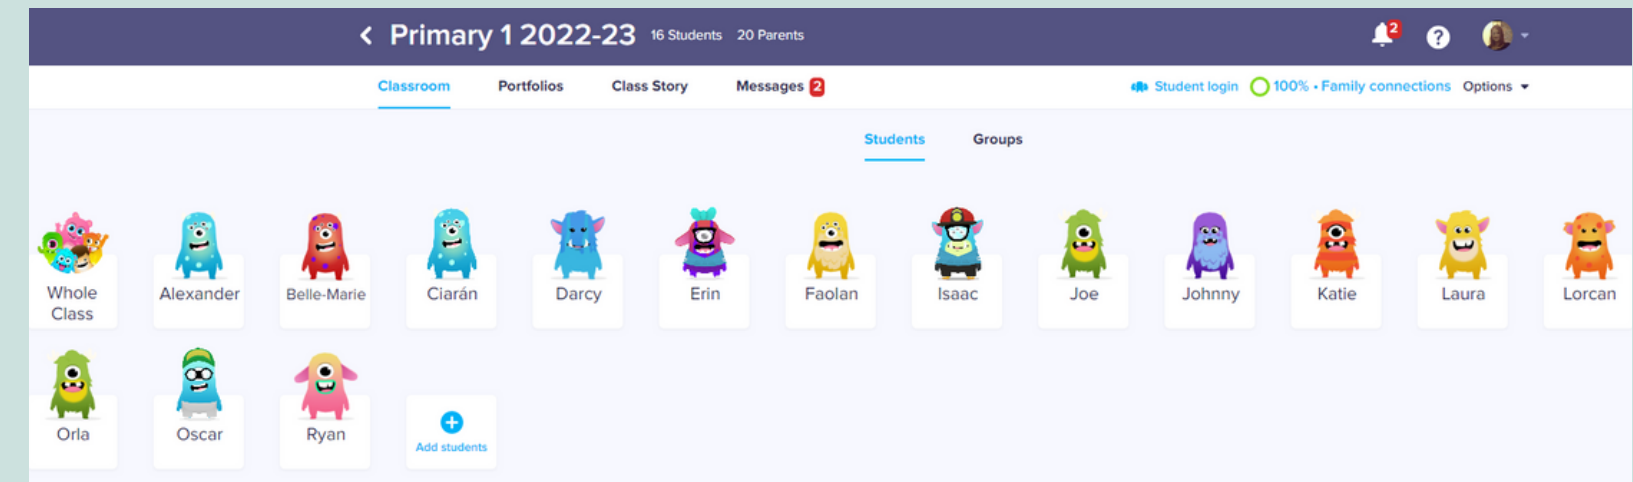 Primary 1 2022-23 16 Students 20 Parents 2 ?
Classroom Portfolios Class Story Messages 2 Student login 100% • Family connections Options
Students Groups
Whole Class Alexander Belle-Marie Ciarán Darcy Erin Faolan Isaac Joe Johnny Katie Laura Lorcan
Orla Oscar Ryan Add students